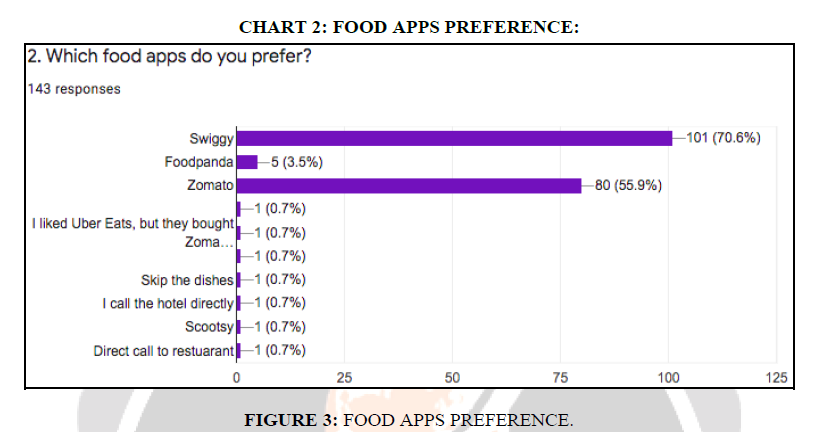 CHART 2: FOOD APPS PREFERENCE:
2. Which food apps do you prefer?
143 responses
Swiggy 101 (70.6%)
Foodpanda 5 (3.5%)
Zomato 80 (55.9%)
1 (0.7%)
I liked Uber Eats, but they bought 1 (0.7%)
Zoma...
1 (0.7%)
Skip the dishes 1 (0.7%)
I call the hotel directly 1 (0.7%)
Scootsy 1 (0.7%)
Direct call to restuarant 1 (0.7%)
0 25 50 75 100 125
FIGURE 3: FOOD APPS PREFERENCE.